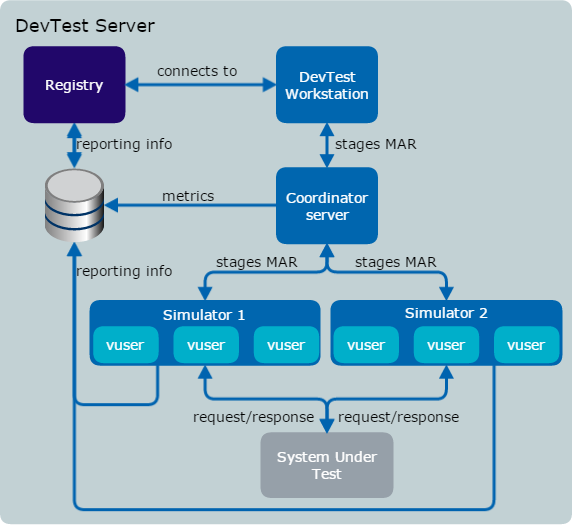 DevTest Server
Registry
connects to
DevTest
Workstation
reporting info
stages MAR
metrics
Coordinator
server
stages MAR
stages MAR
reporting info
Simulator 1
Simulator 2
vuser
vuser
vuser
vuser
vuser
vuser
request/response
request/response
System Under
Test